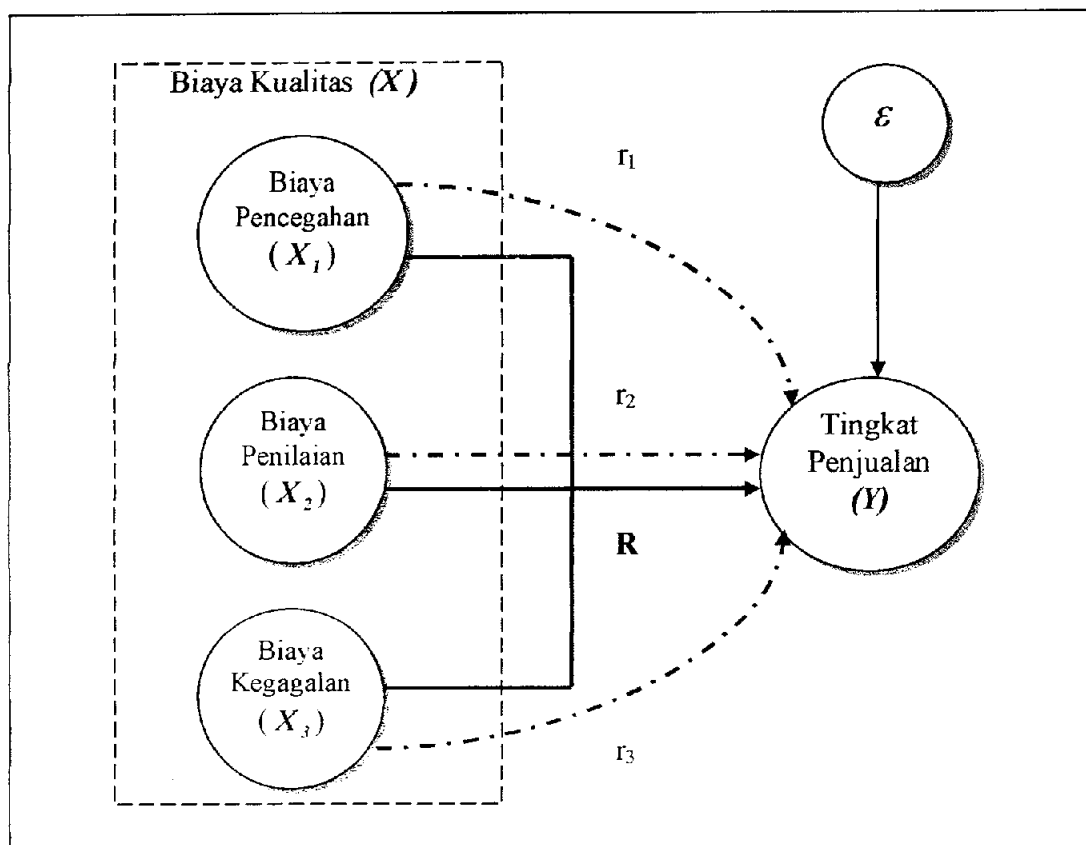 Biaya Kualitas (X)
Biaya
Pencegahan
(X₁)
r₁
ε
Biaya
Penilaian
(X₂)
r₂
Tingkat
Penjualan
(Y)
R
Biaya
Kegagalan
(X₃)
r₃